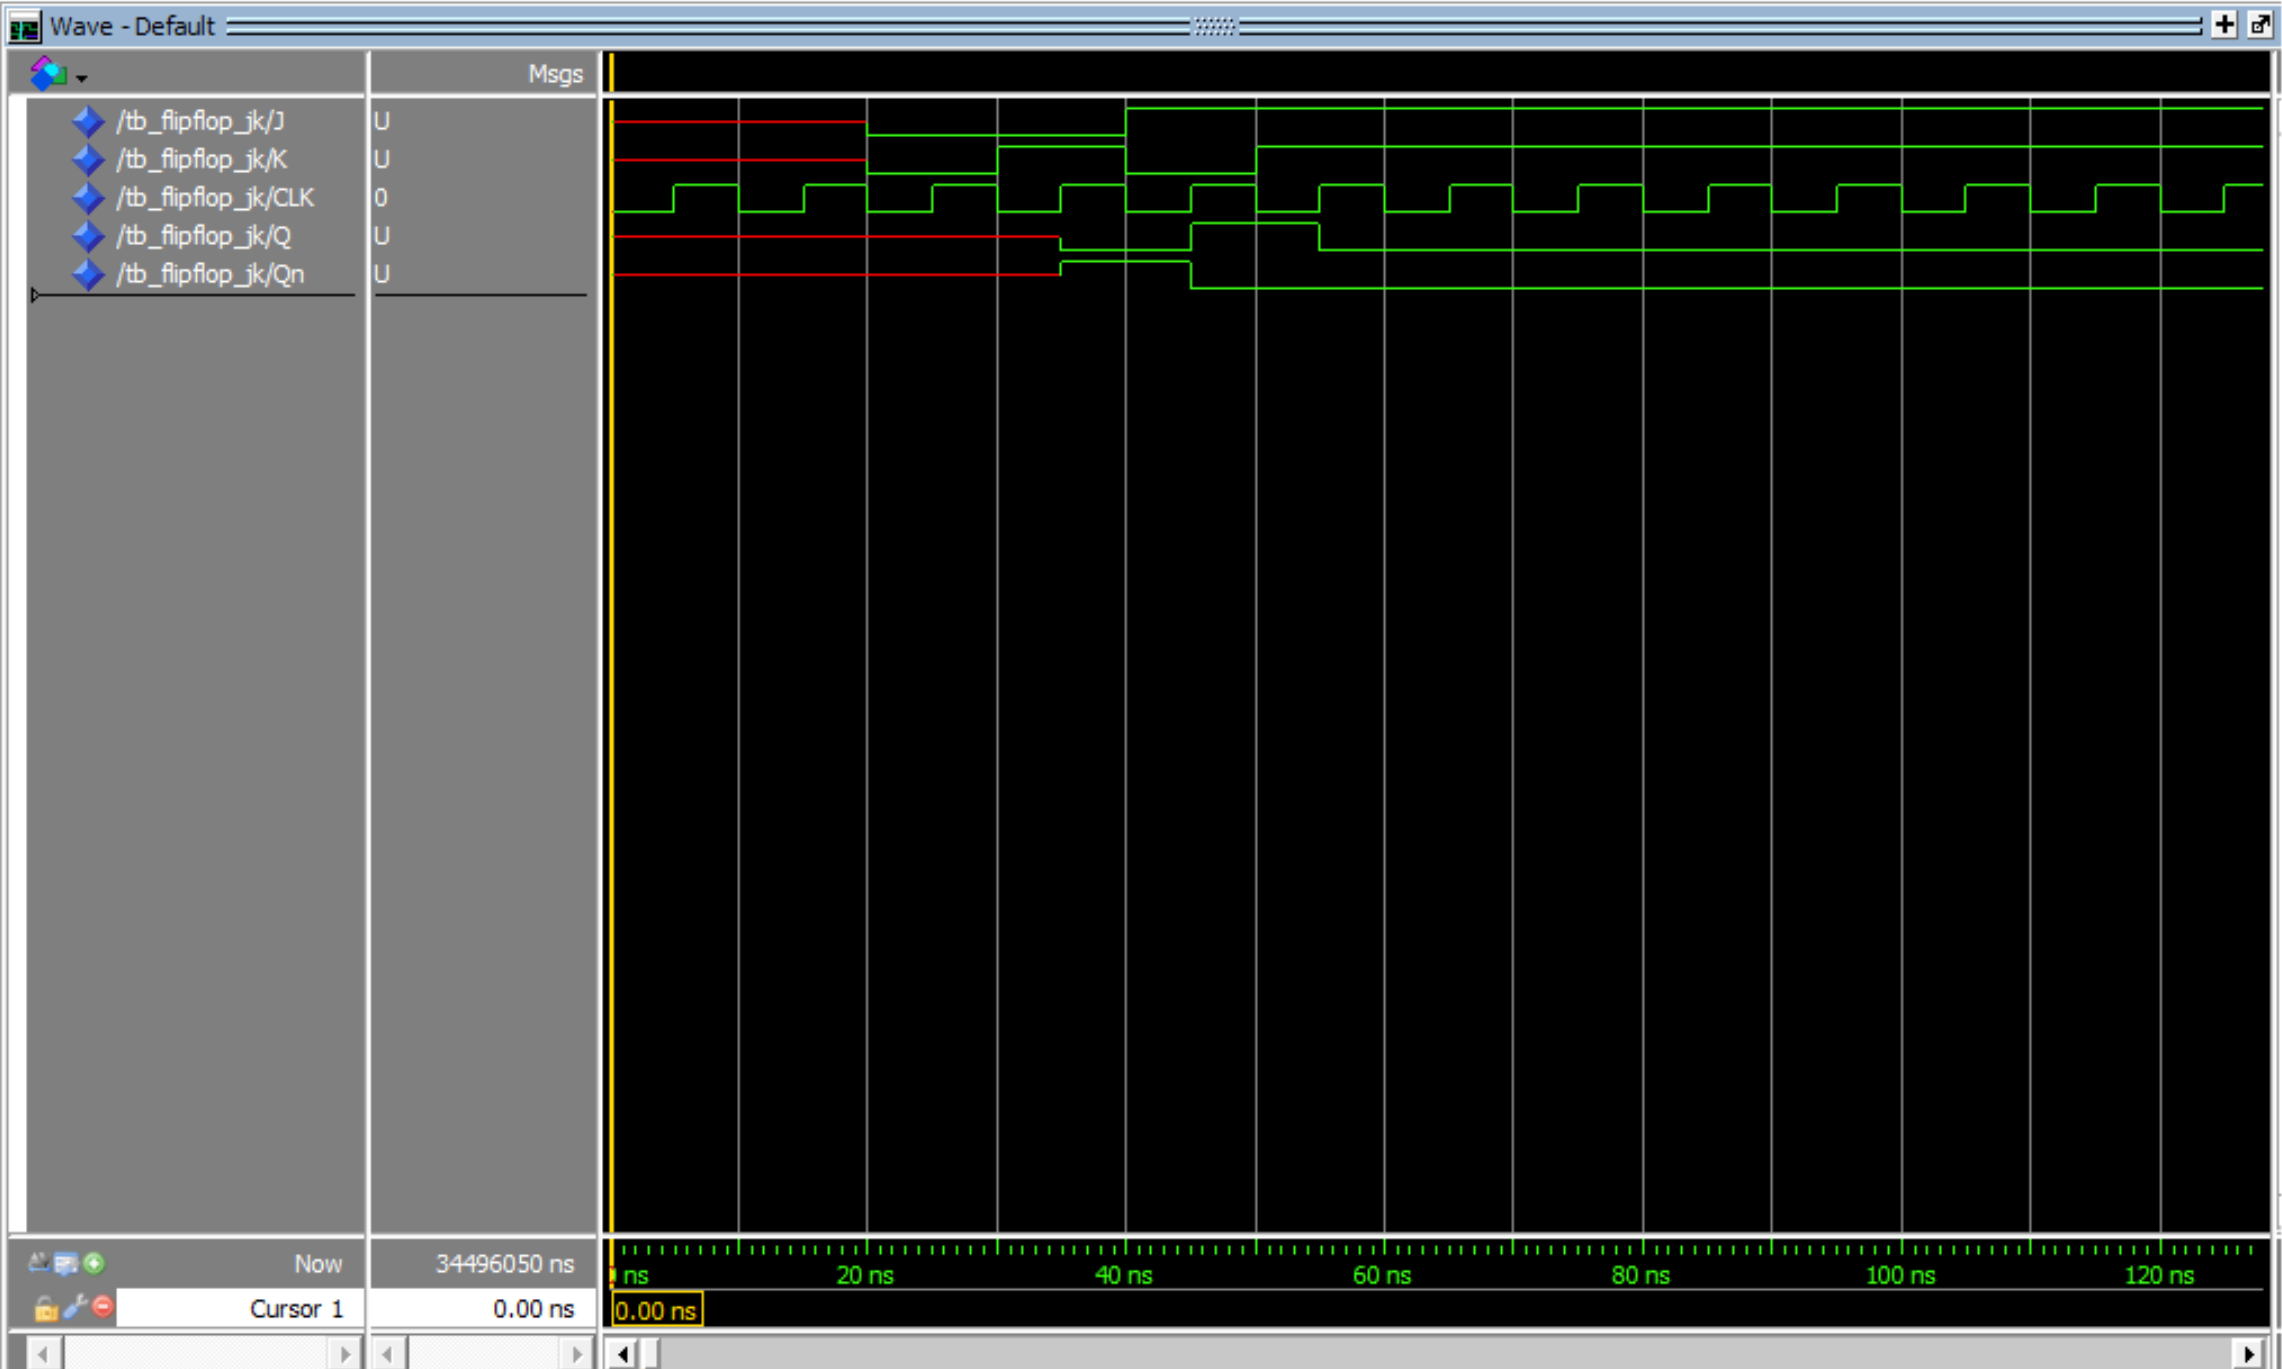 Wave - Default
Msgs
/tb_flipflop_jk/J U
/tb_flipflop_jk/K U
/tb_flipflop_jk/CLK 0
/tb_flipflop_jk/Q U
/tb_flipflop_jk/Qn U
Now 34496050 ns ns 20 ns 40 ns 60 ns 80 ns 100 ns 120 ns
Cursor 1 0.00 ns 0.00 ns